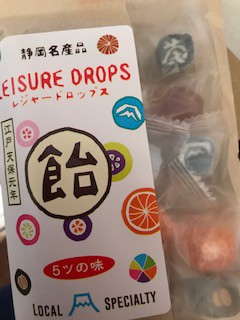 静岡名産品
LEISURE DROPS
レジャードロップス
江戸天保元年
飴
5ツの味
LOCAL SPECIALTY
茶